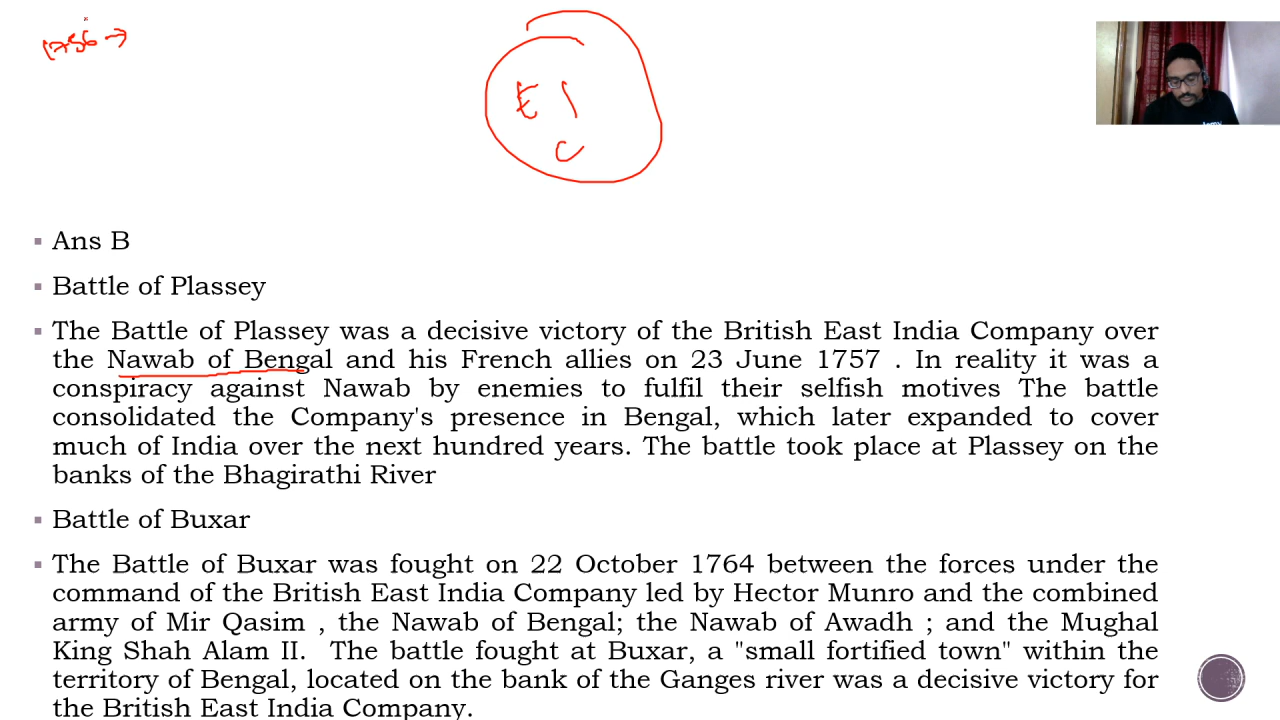 1756 →
E I
C
Ans B
Battle of Plassey
The Battle of Plassey was a decisive victory of the British East India Company over
the Nawab of Bengal and his French allies on 23 June 1757 . In reality it was a
conspiracy against Nawab by enemies to fulfil their selfish motives The battle
consolidated the Company's presence in Bengal, which later expanded to cover
much of India over the next hundred years. The battle took place at Plassey on the
banks of the Bhagirathi River
Battle of Buxar
The Battle of Buxar was fought on 22 October 1764 between the forces under the
command of the British East India Company led by Hector Munro and the combined
army of Mir Qasim , the Nawab of Bengal; the Nawab of Awadh ; and the Mughal
King Shah Alam II. The battle fought at Buxar, a "small fortified town" within the
territory of Bengal, located on the bank of the Ganges river was a decisive victory for
the British East India Company.